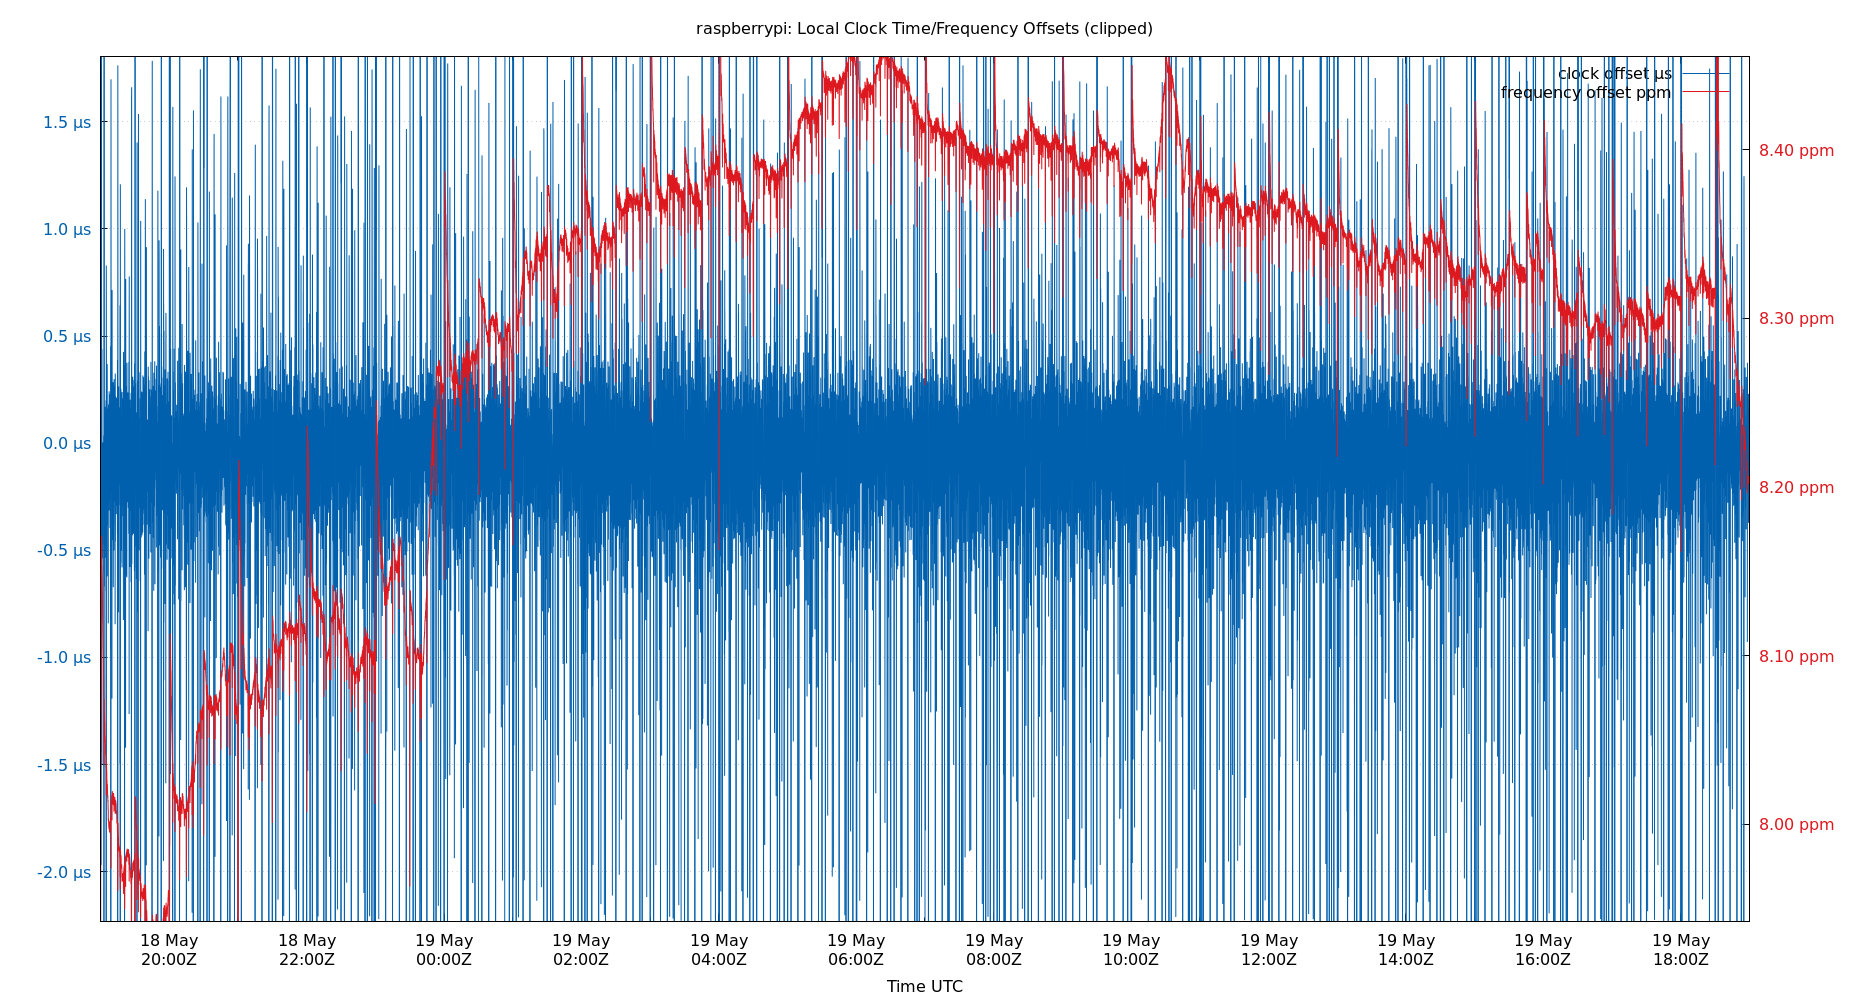 raspberrypi: Local Clock Time/Frequency Offsets (clipped)
clock offset µs
frequency offset ppm
1.5 µs
1.0 µs
0.5 µs
0.0 µs
-0.5 µs
-1.0 µs
-1.5 µs
-2.0 µs
8.40 ppm
8.30 ppm
8.20 ppm
8.10 ppm
8.00 ppm
18 May 18 May 19 May 19 May 19 May 19 May 19 May 19 May 19 May 19 May 19 May 19 May
20:00Z 22:00Z 00:00Z 02:00Z 04:00Z 06:00Z 08:00Z 10:00Z 12:00Z 14:00Z 16:00Z 18:00Z
Time UTC